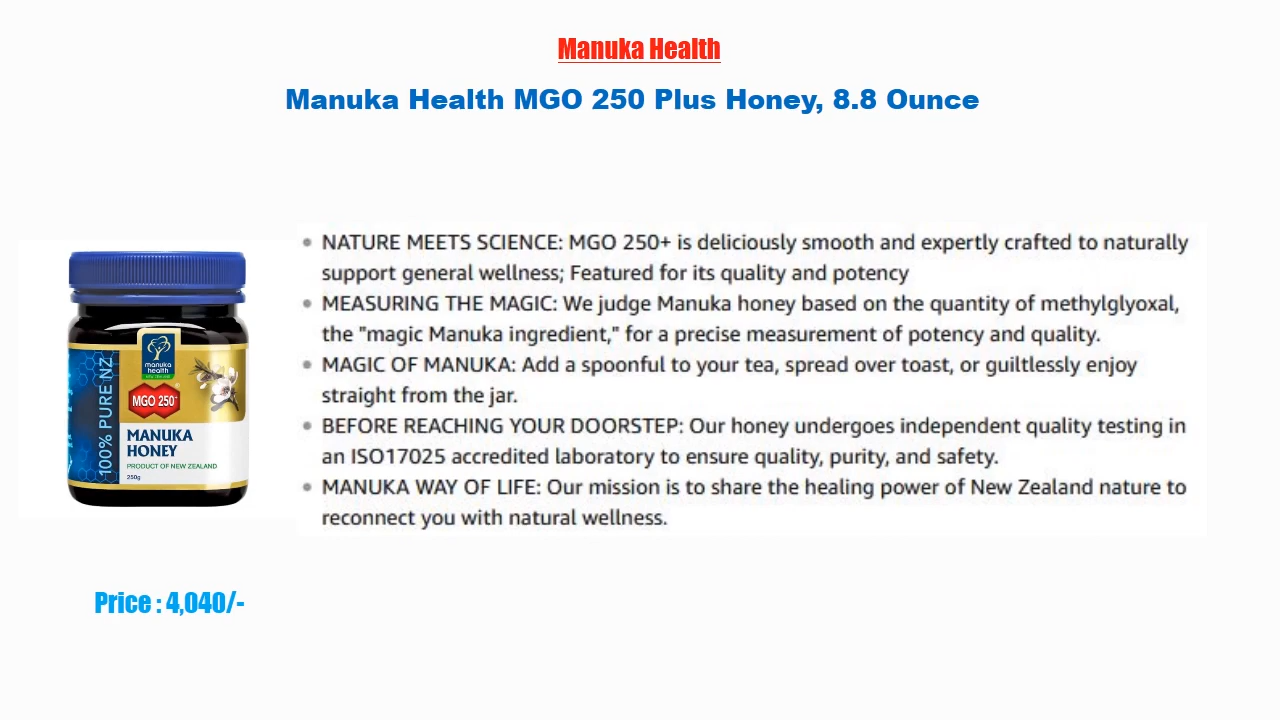 Manuka Health
Manuka Health MGO 250 Plus Honey, 8.8 Ounce
• NATURE MEETS SCIENCE: MGO 250+ is deliciously smooth and expertly crafted to naturally
support general wellness; Featured for its quality and potency
• MEASURING THE MAGIC: We judge Manuka honey based on the quantity of methylglyoxal,
the "magic Manuka ingredient," for a precise measurement of potency and quality.
• MAGIC OF MANUKA: Add a spoonful to your tea, spread over toast, or guiltlessly enjoy
straight from the jar.
• BEFORE REACHING YOUR DOORSTEP: Our honey undergoes independent quality testing in
an ISO17025 accredited laboratory to ensure quality, purity, and safety.
• MANUKA WAY OF LIFE: Our mission is to share the healing power of New Zealand nature to
reconnect you with natural wellness.
manuka
health
NEW ZEALAND
MGO 250+
®
100% PURE NZ
MANUKA
HONEY
PRODUCT OF NEW ZEALAND
250g
Price : 4,040/-